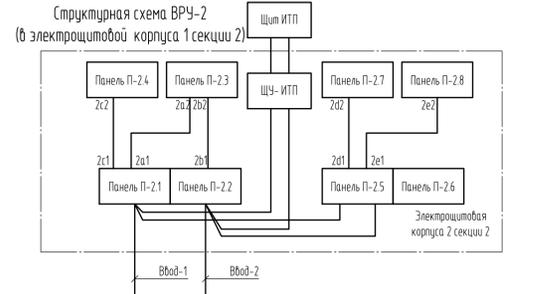 Структурная схема ВРУ-2
(в электрощитовой корпуса 1 секции 2)
Щит ИТП
Панель П-2.4
Панель П-2.3
ЩУ- ИТП
Панель П-2.7
Панель П-2.8
2c2
2a2
2b2
2d2
2e2
2c1
2a1
2b1
2d1
2e1
Панель П-2.1
Панель П-2.2
Панель П-2.5
Панель П-2.6
Электрощитовая
корпуса 2 секции 2
Ввод-1
Ввод-2